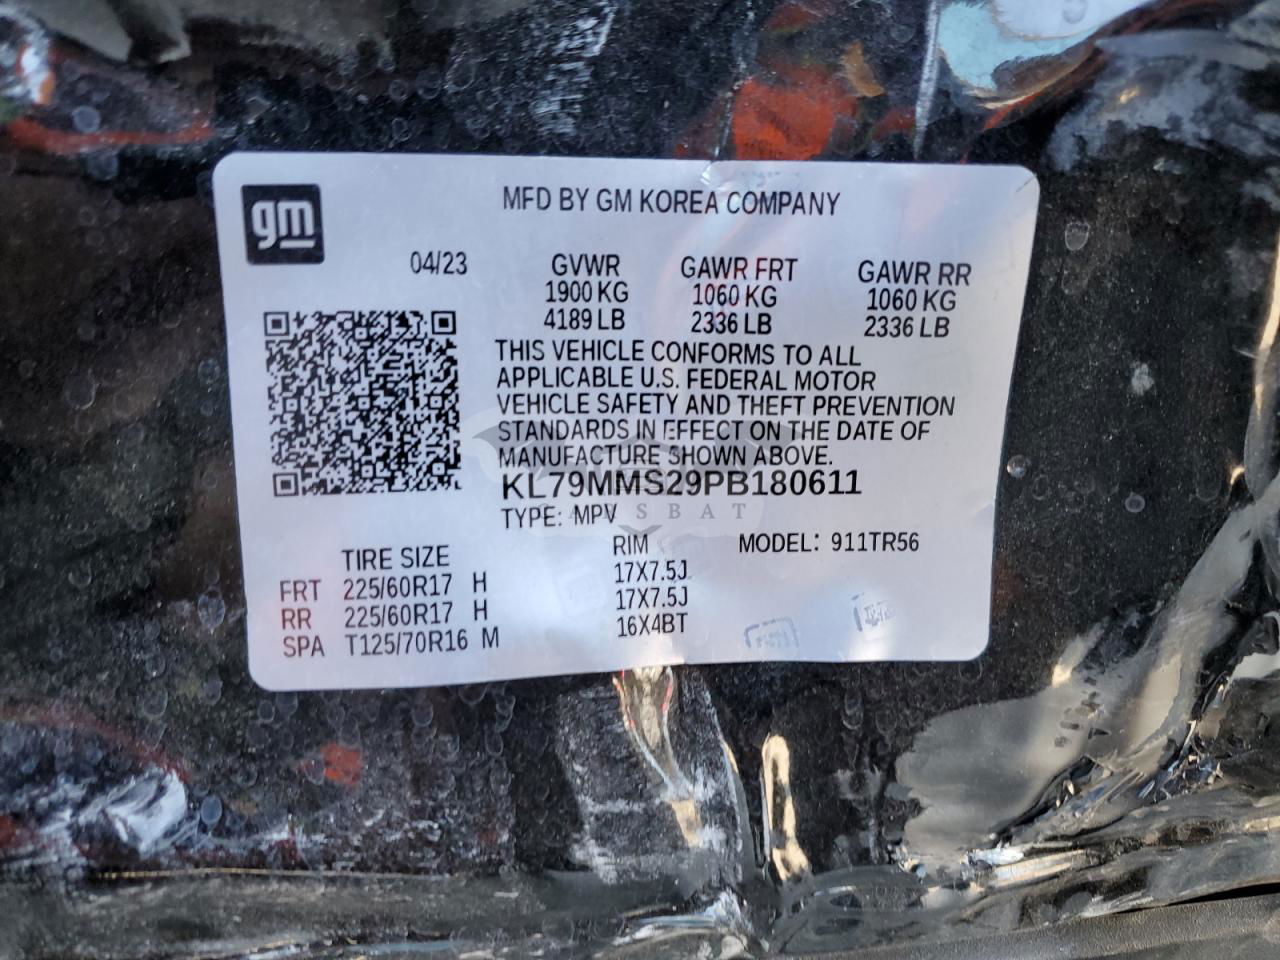 gm
MFD BY GM KOREA COMPANY
04/23 GVWR GAWR FRT GAWR RR
1900 KG 1060 KG 1060 KG
4189 LB 2336 LB 2336 LB
THIS VEHICLE CONFORMS TO ALL
APPLICABLE U.S. FEDERAL MOTOR
VEHICLE SAFETY AND THEFT PREVENTION
STANDARDS IN EFFECT ON THE DATE OF
MANUFACTURE SHOWN ABOVE.
KL79MMS29PB180611
TYPE: MPV
TIRE SIZE RIM MODEL: 911TR56
FRT 225/60R17 H 17X7.5J
RR 225/60R17 H 17X7.5J
SPA T125/70R16 M 16X4BT